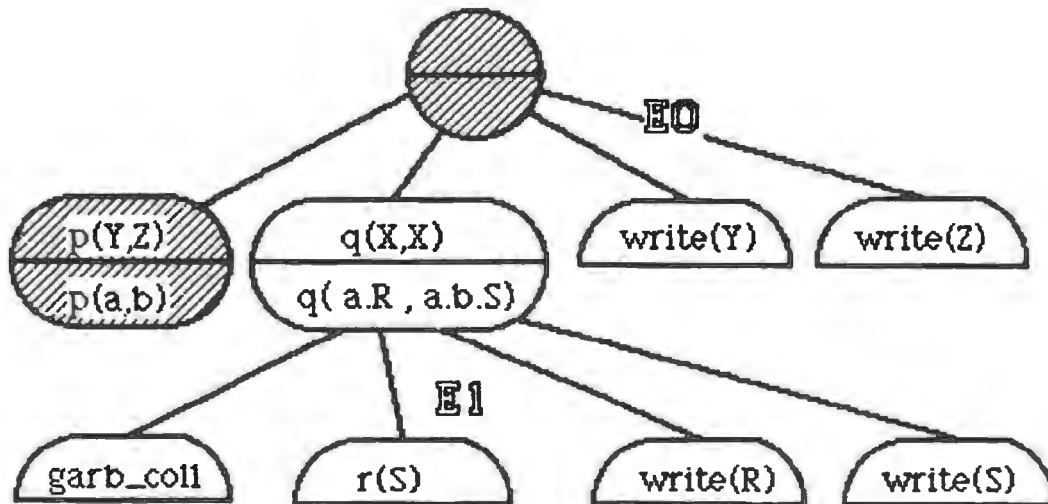 E0
p(Y,Z)
p(a,b)
q(X,X)
q( a.R , a.b.S)
write(Y)
write(Z)
E1
garb_coll
r(S)
write(R)
write(S)